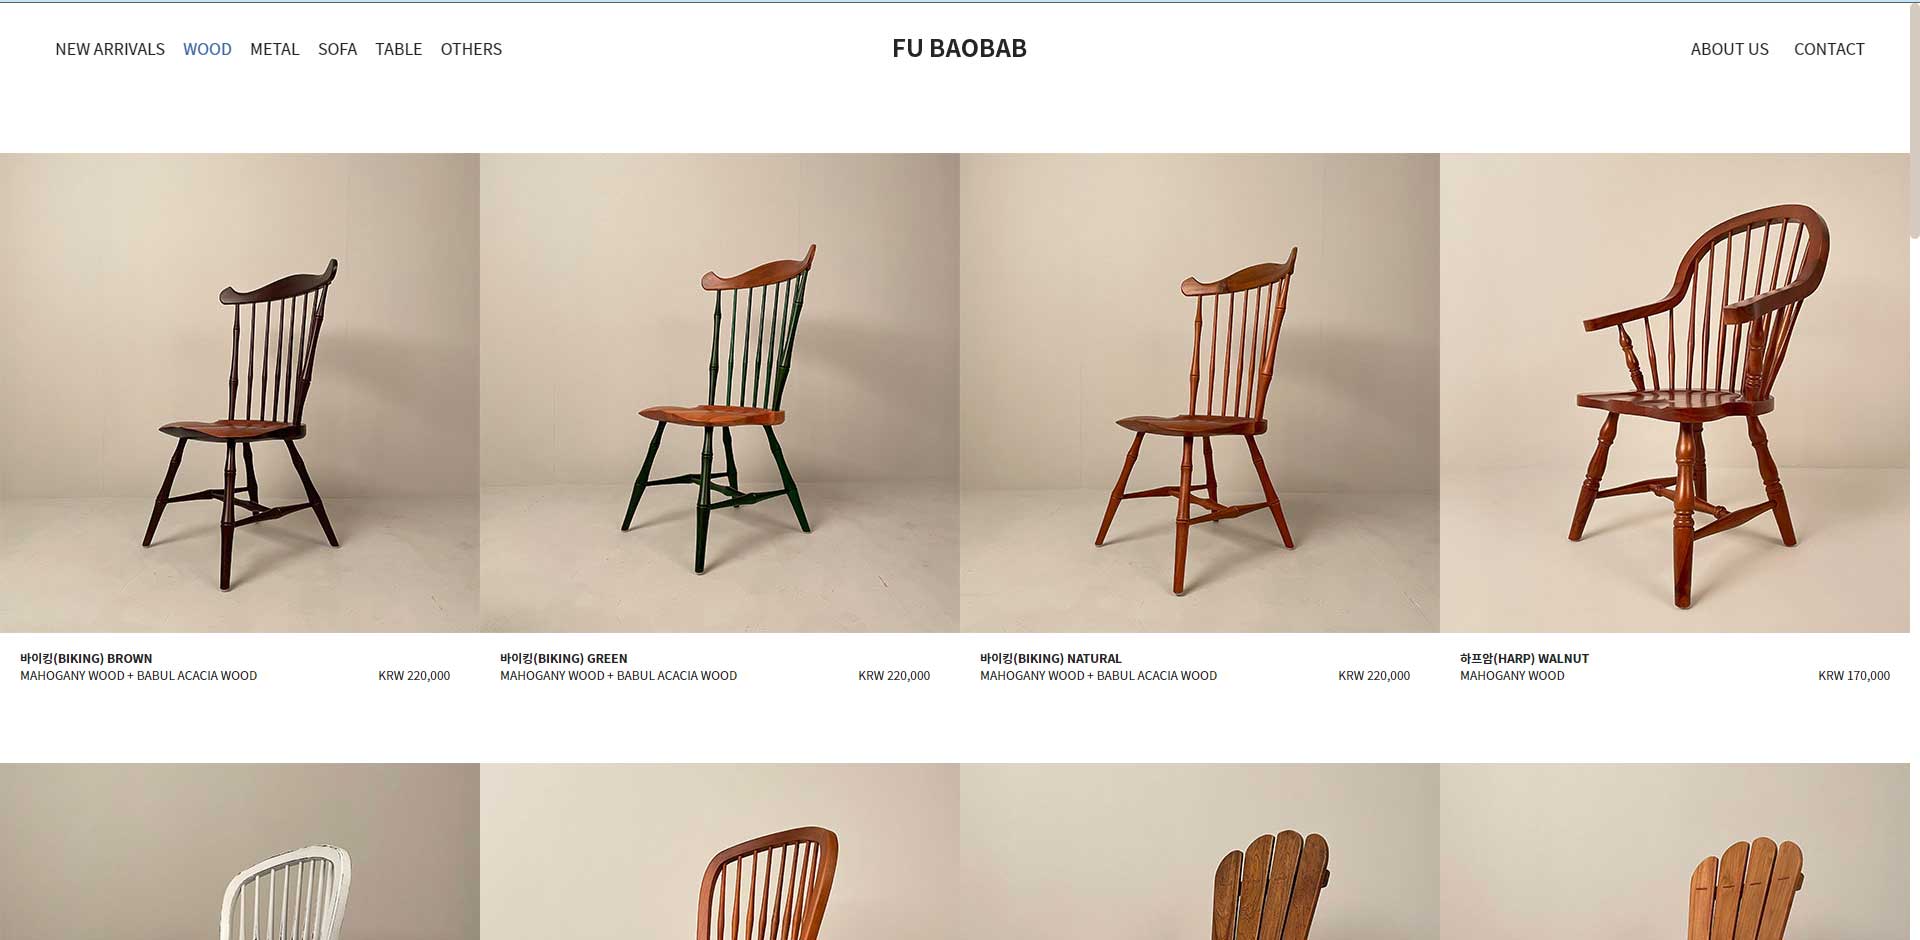 NEW ARRIVALS WOOD METAL SOFA TABLE OTHERS
FU BAOBAB
ABOUT US CONTACT
바이킹(BIKING) BROWN
MAHOGANY WOOD + BABUL ACACIA WOOD
KRW 220,000
바이킹(BIKING) GREEN
MAHOGANY WOOD + BABUL ACACIA WOOD
KRW 220,000
바이킹(BIKING) NATURAL
MAHOGANY WOOD + BABUL ACACIA WOOD
KRW 220,000
하프암(HARP) WALNUT
MAHOGANY WOOD
KRW 170,000